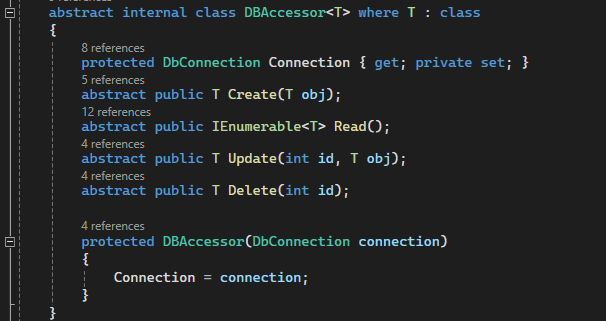 abstract internal class DBAccessor<T> where T : class
{
8 references
protected DbConnection Connection { get; private set; }
5 references
abstract public T Create(T obj);
12 references
abstract public IEnumerable<T> Read();
4 references
abstract public T Update(int id, T obj);
4 references
abstract public T Delete(int id);
4 references
protected DBAccessor(DbConnection connection)
{
Connection = connection;
}
}